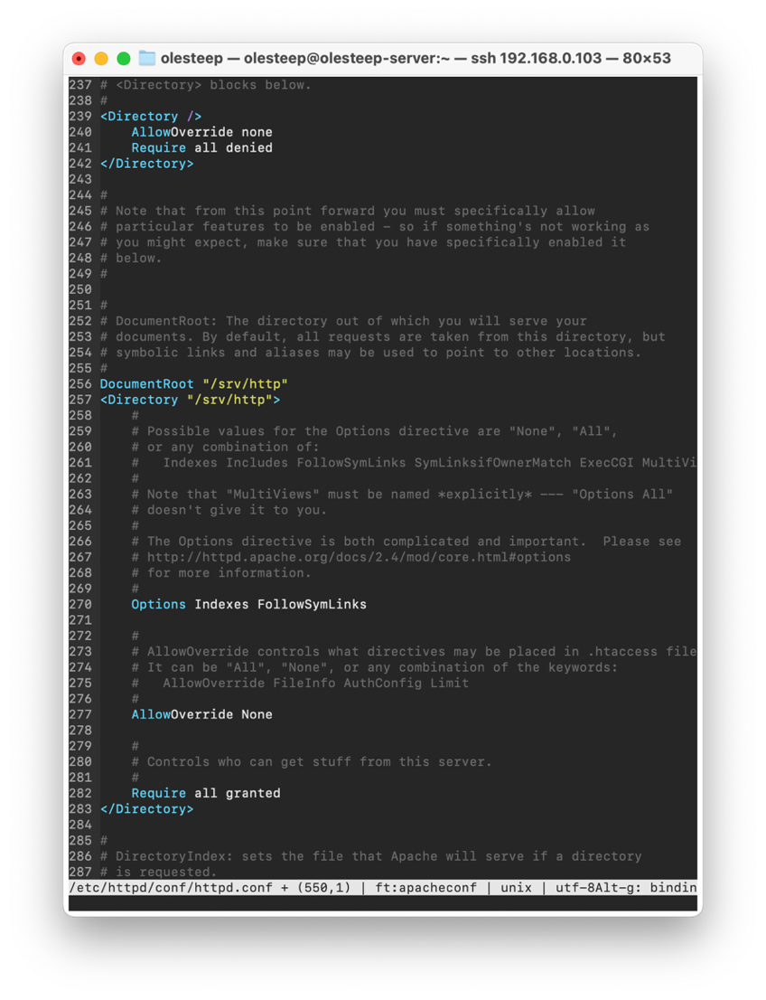 olesteep — olesteep@olesteep-server:~ — ssh 192.168.0.103 — 80×53
237 # <Directory> blocks below.
238 #
239 <Directory />
240     AllowOverride none
241     Require all denied
242 </Directory>
243
244 #
245 # Note that from this point forward you must specifically allow
246 # particular features to be enabled - so if something's not working as
247 # you might expect, make sure that you have specifically enabled it
248 # below.
249 #
250
251 #
252 # DocumentRoot: The directory out of which you will serve your
253 # documents. By default, all requests are taken from this directory, but
254 # symbolic links and aliases may be used to point to other locations.
255 #
256 DocumentRoot "/srv/http"
257 <Directory "/srv/http">
258     #
259     # Possible values for the Options directive are "None", "All",
260     # or any combination of:
261     #   Indexes Includes FollowSymLinks SymLinksifOwnerMatch ExecCGI MultiVi
262     #
263     # Note that "MultiViews" must be named *explicitly* --- "Options All"
264     # doesn't give it to you.
265     #
266     # The Options directive is both complicated and important.  Please see
267     # http://httpd.apache.org/docs/2.4/mod/core.html#options
268     # for more information.
269     #
270     Options Indexes FollowSymLinks
271
272     #
273     # AllowOverride controls what directives may be placed in .htaccess file
274     # It can be "All", "None", or any combination of the keywords:
275     #   AllowOverride FileInfo AuthConfig Limit
276     #
277     AllowOverride None
278
279     #
280     # Controls who can get stuff from this server.
281     #
282     Require all granted
283 </Directory>
284
285 #
286 # DirectoryIndex: sets the file that Apache will serve if a directory
287 # is requested.
/etc/httpd/conf/httpd.conf + (550,1) | ft:apacheconf | unix | utf-8Alt-g: bindin